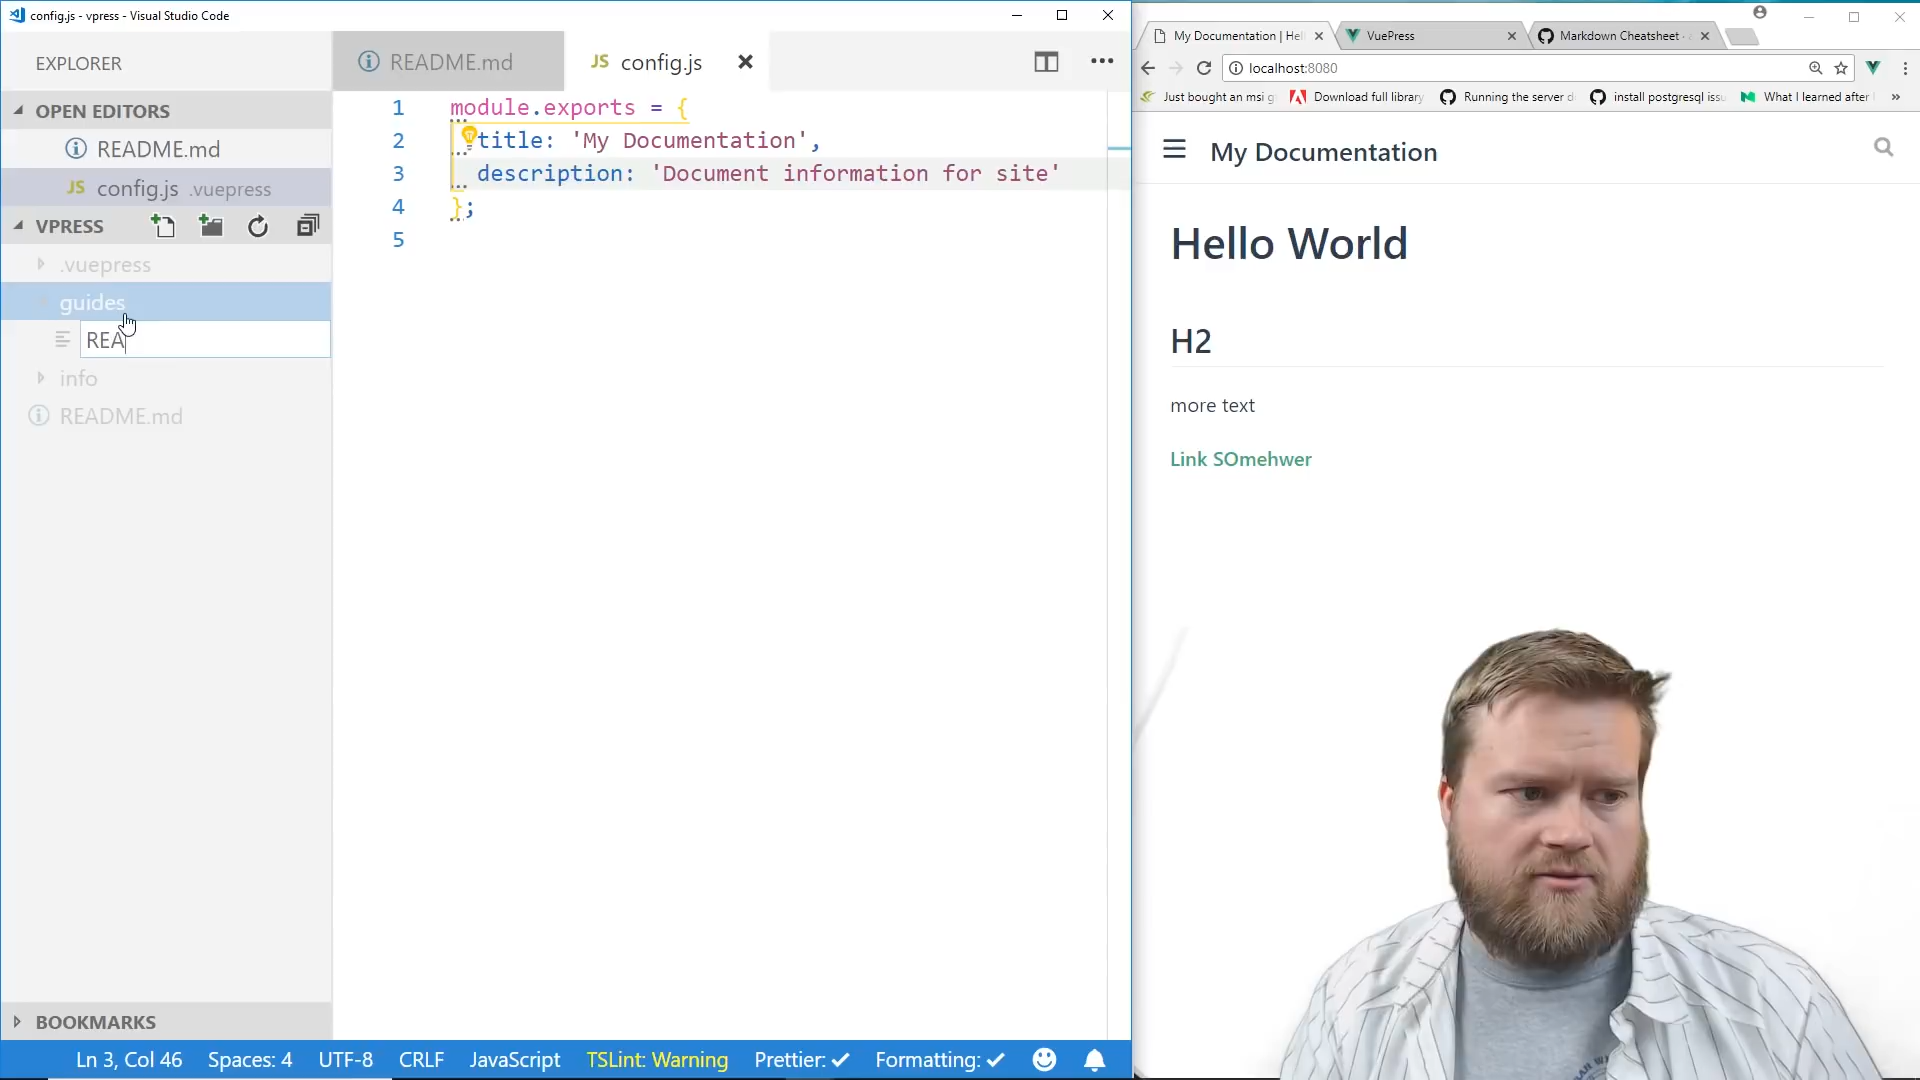 config.js - vpress - Visual Studio Code
EXPLORER
OPEN EDITORS
README.md
JS config.js .vuepress
VPRESS
.vuepress
guides
REA
info
README.md
BOOKMARKS
README.md
JS config.js
1 module.exports = {
2 title: 'My Documentation',
3 description: 'Document information for site'
4 };
5
Ln 3, Col 46 Spaces: 4 UTF-8 CRLF JavaScript TSLint: Warning Prettier: Formatting:
My Documentation | Hel
VuePress
Markdown Cheatsheet ·
localhost:8080
Just bought an msi g
Download full library
Running the server d
install postgresql issu
What I learned after
»
My Documentation
Hello World
H2
more text
Link SOmehwer